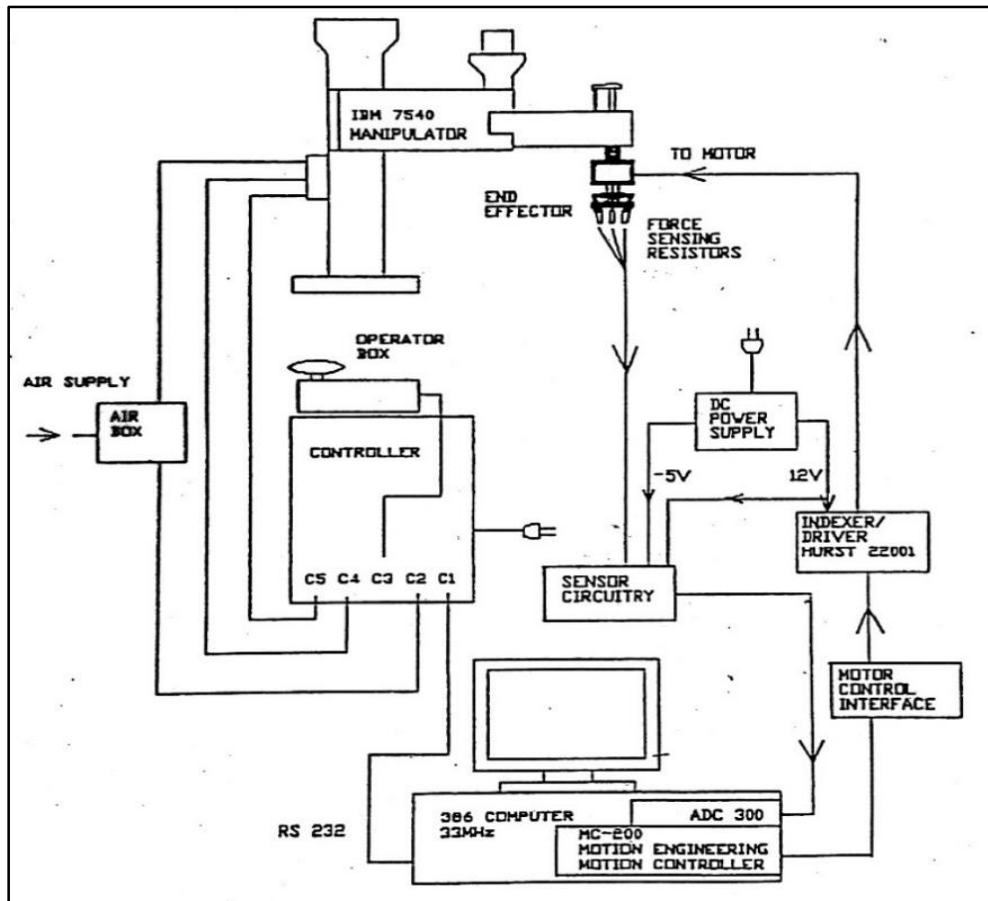 IBM 7540
MANIPULATOR
TO MOTOR
END
EFFECTOR
FORCE
SENSING
RESISTORS
OPERATOR
BOX
AIR SUPPLY
AIR
BOX
CONTROLLER
DC
POWER
SUPPLY
-5V
12V
INDEXER/
DRIVER
HURST 22001
C5 C4 C3 C2 C1
SENSOR
CIRCUITRY
MOTOR
CONTROL
INTERFACE
RS 232
386 COMPUTER
33MHz
ADC 300
MC-200
MOTION ENGINEERING
MOTION CONTROLLER